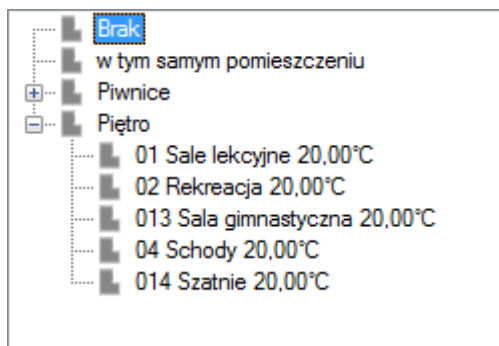 Brak
w tym samym pomieszczeniu
Piwnice
Piętro
01 Sale lekcyjne 20,00°C
02 Rekreacja 20,00°C
013 Sala gimnastyczna 20,00°C
04 Schody 20,00°C
014 Szatnie 20,00°C